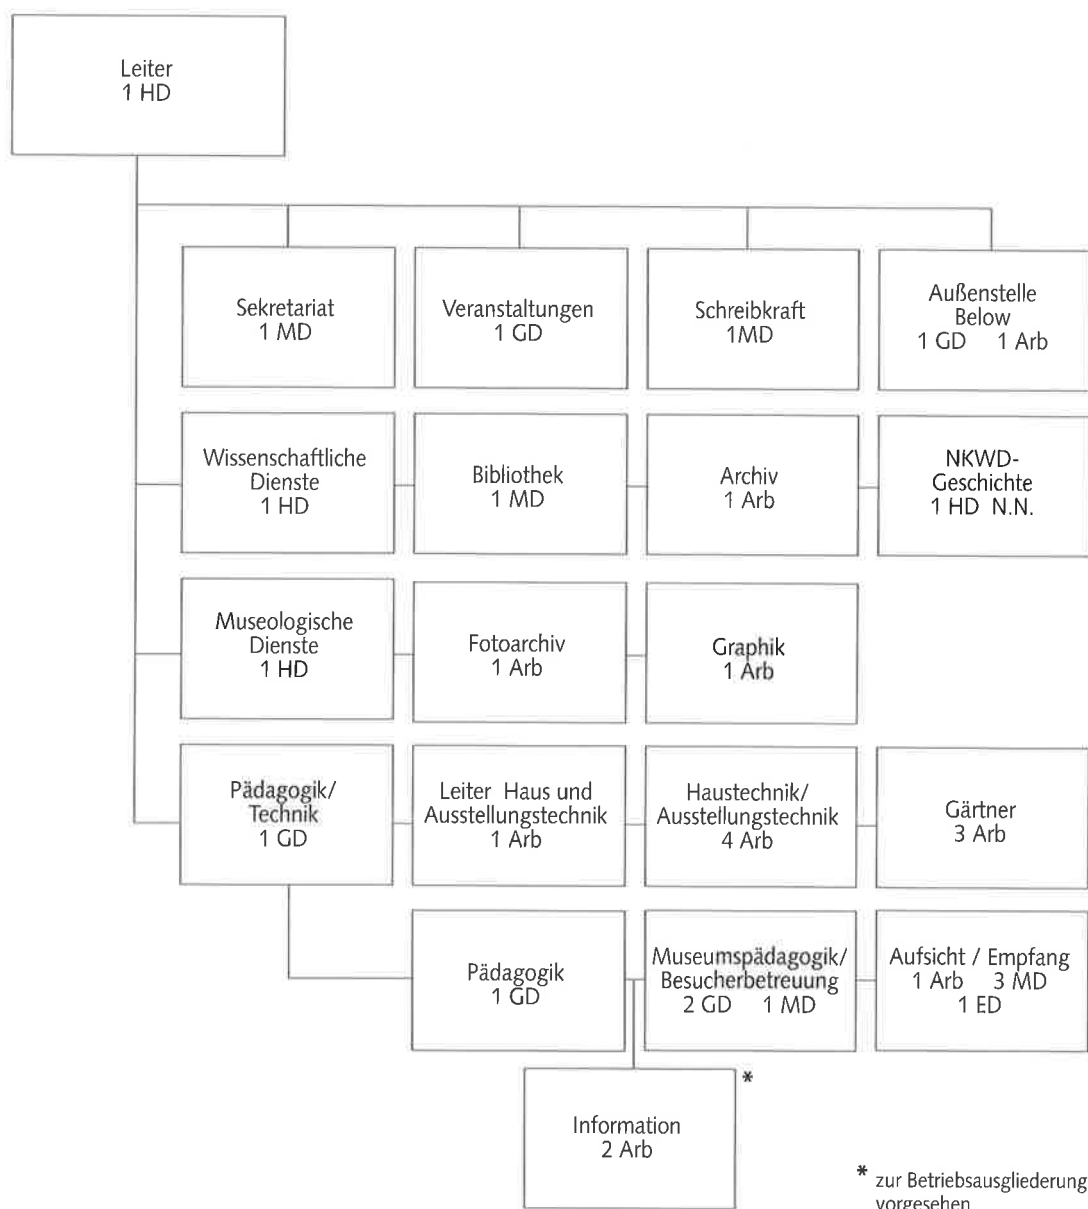 Leiter
1 HD
Sekretariat
1 MD
Veranstaltungen
1 GD
Schreibkraft
1MD
Außenstelle
Below
1 GD 1 Arb
Wissenschaftliche
Dienste
1 HD
Bibliothek
1 MD
Archiv
1 Arb
NKWD-
Geschichte
1 HD N.N.
Museologische
Dienste
1 HD
Fotoarchiv
1 Arb
Graphik
1 Arb
Pädagogik/
Technik
1 GD
Leiter Haus und
Ausstellungstechnik
1 Arb
Haustechnik/
Ausstellungstechnik
4 Arb
Gärtner
3 Arb
Pädagogik
1 GD
Museumspädagogik/
Besucherbetreuung
2 GD 1 MD
Aufsicht / Empfang
1 Arb 3 MD
1 ED
*
Information
2 Arb
* zur Betriebsausgliederung
vorgesehen